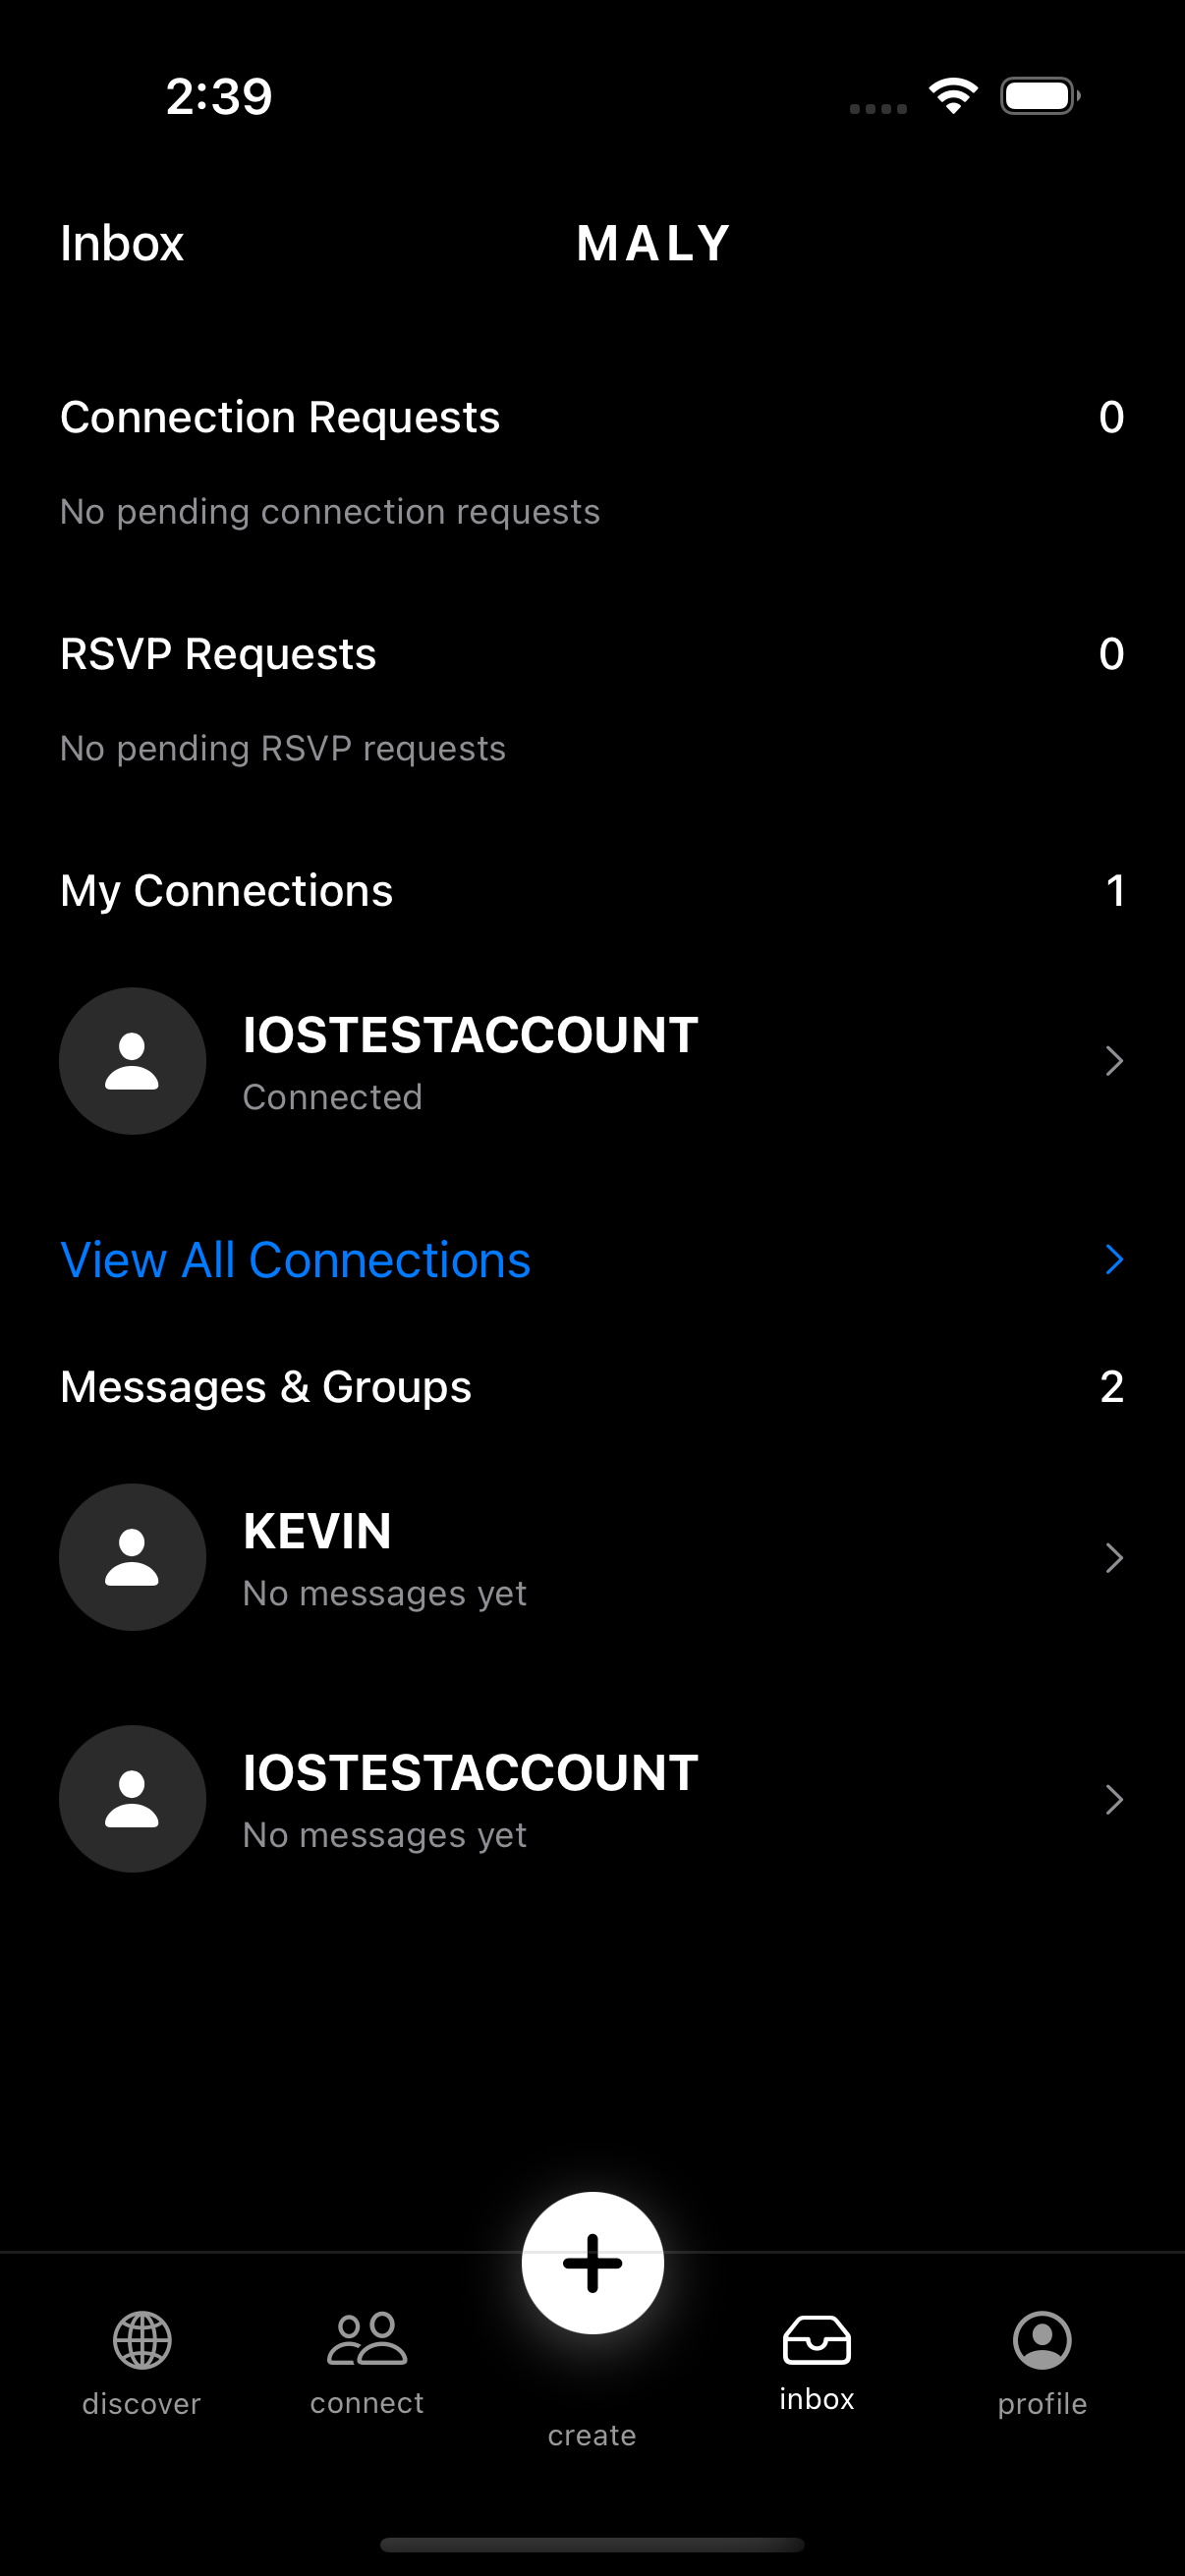 2:39
Inbox
MALY
Connection Requests 0
No pending connection requests
RSVP Requests 0
No pending RSVP requests
My Connections 1
IOSTESTACCOUNT
Connected
View All Connections
Messages & Groups 2
KEVIN
No messages yet
IOSTESTACCOUNT
No messages yet
discover
connect
create
inbox
profile